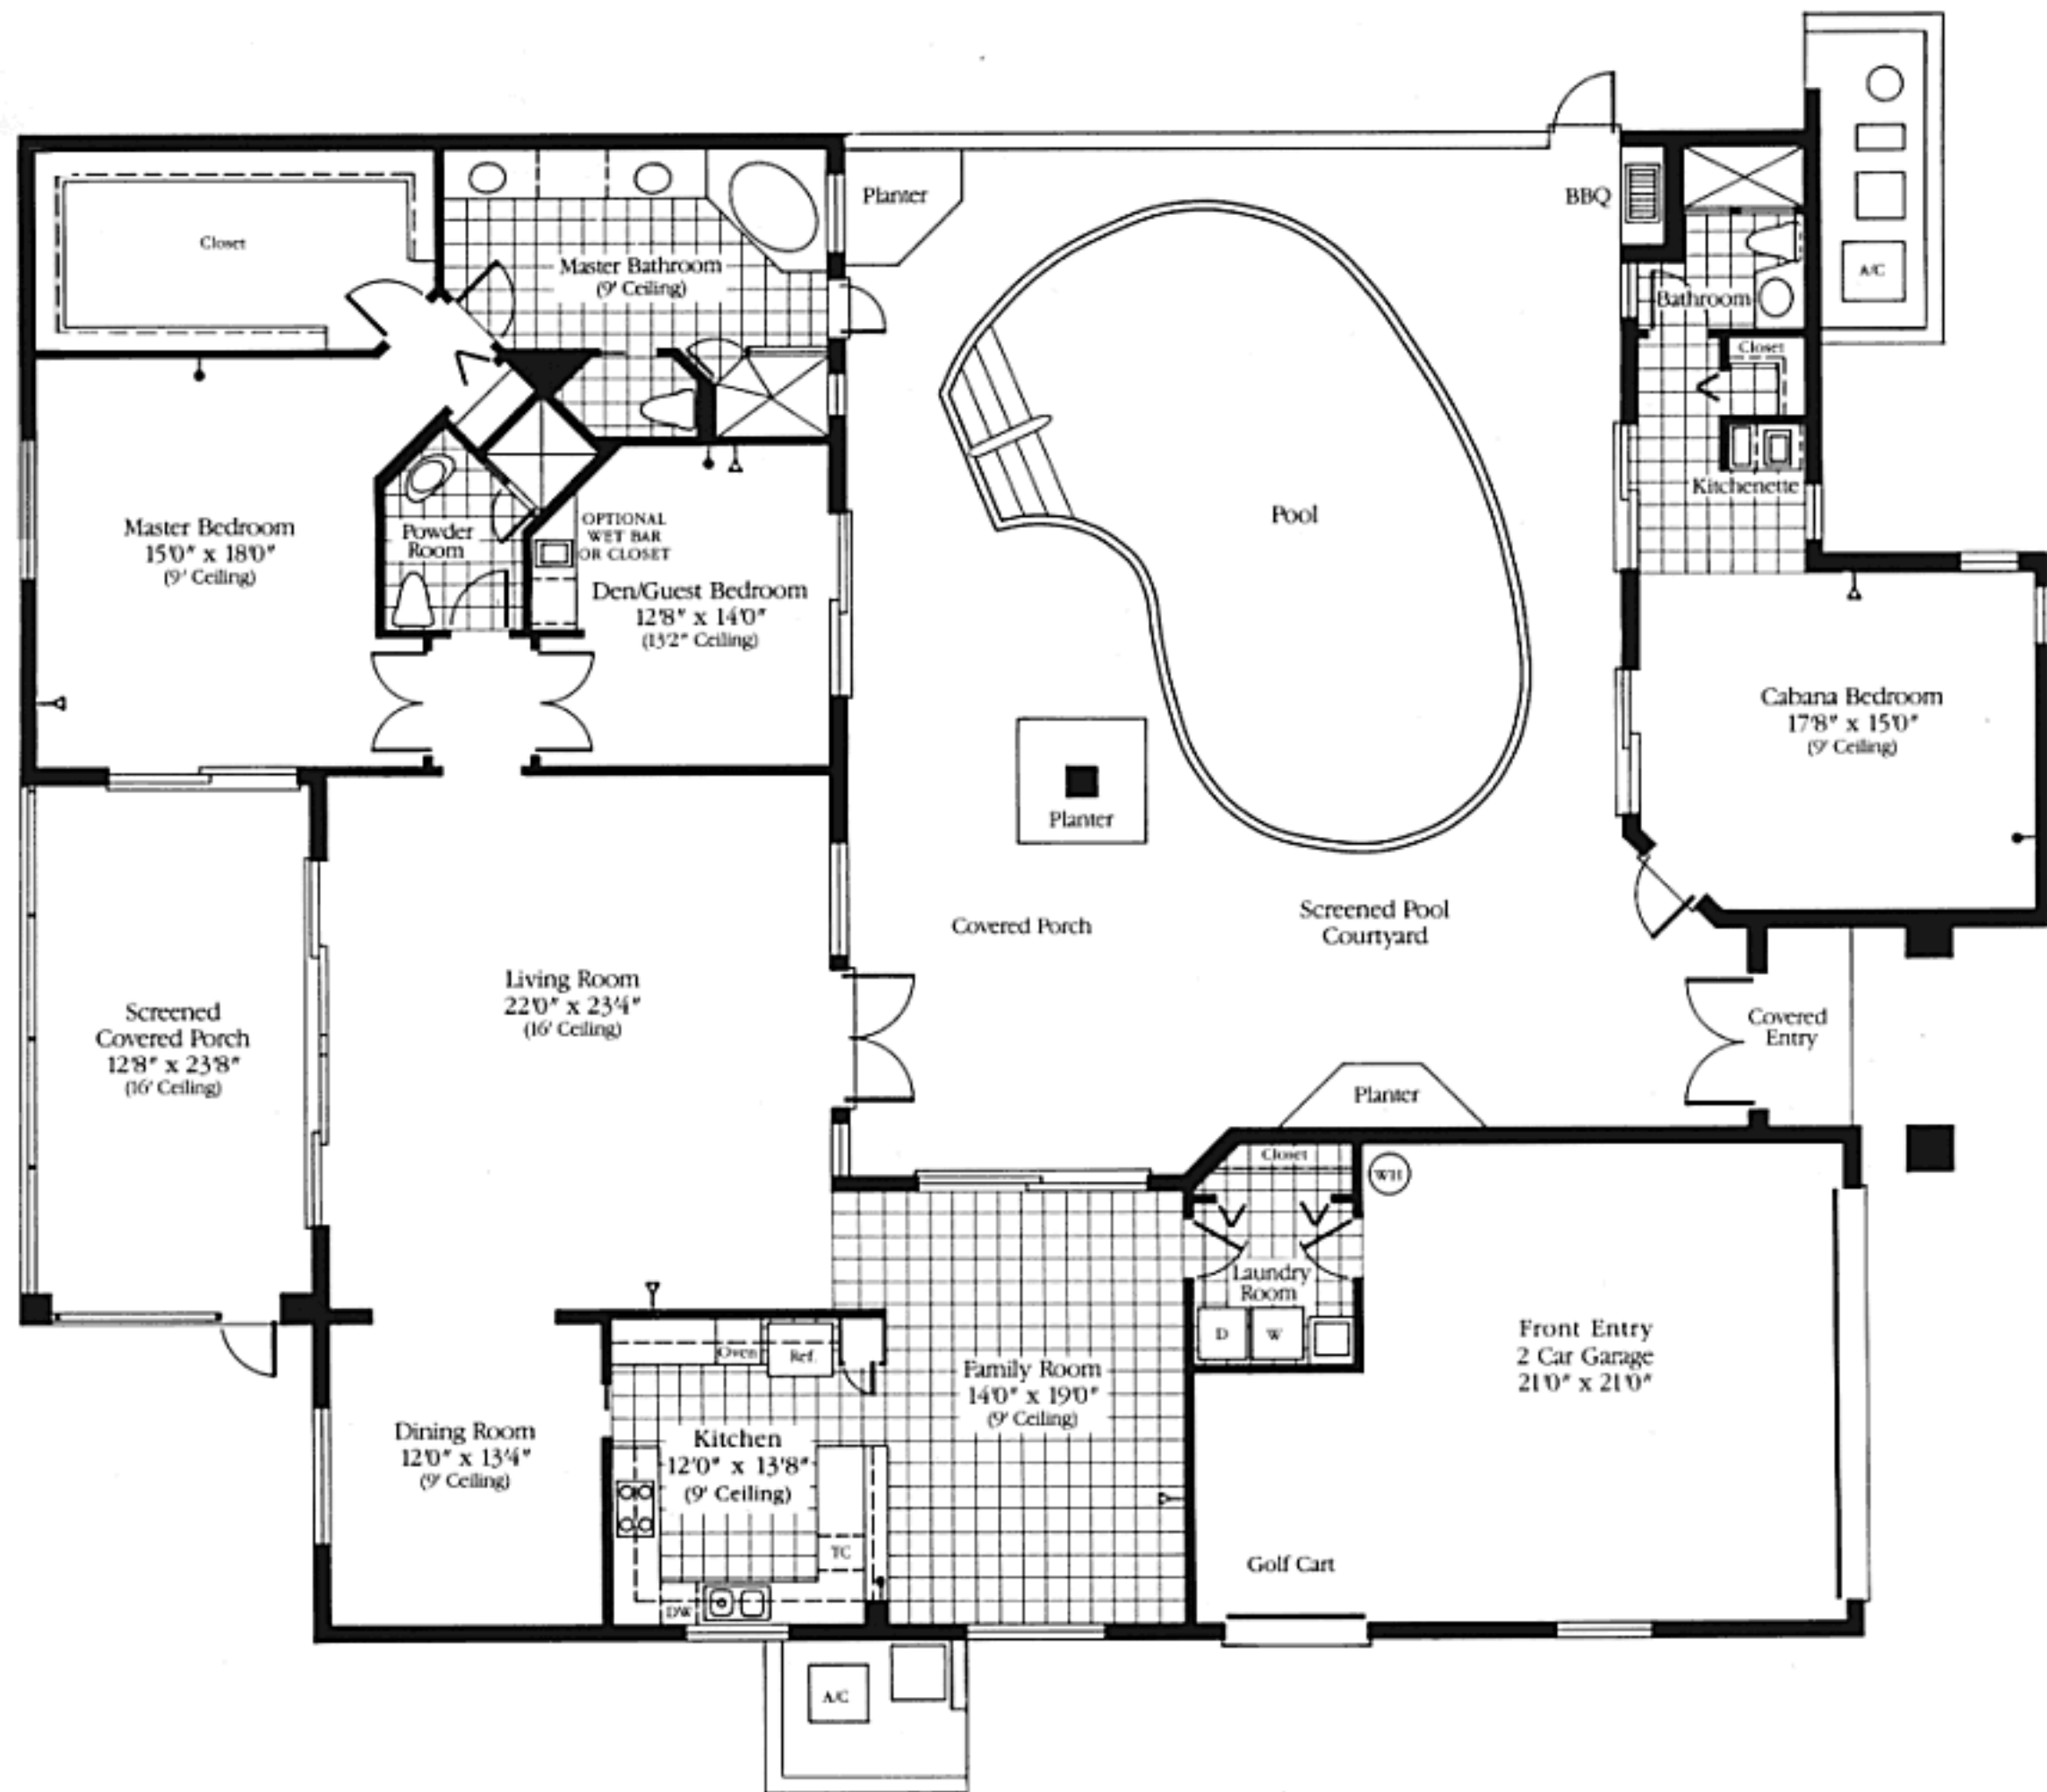 Closet
Master Bathroom
(9' Ceiling)
Planter
BBQ
A/C
Bathroom
Closet
Kitchenette
Master Bedroom
15'0" x 18'0"
(9' Ceiling)
Powder
Room
OPTIONAL
WET BAR
OR CLOSET
Den/Guest Bedroom
12'8" x 14'0"
(13'2" Ceiling)
Pool
Cabana Bedroom
17'8" x 15'0"
(9' Ceiling)
Planter
Covered Porch
Screened Pool
Courtyard
Living Room
22'0" x 23'4"
(16' Ceiling)
Screened
Covered Porch
12'8" x 23'8"
(16' Ceiling)
Covered
Entry
Planter
Closet
WH
Laundry
Room
D
W
Oven
Ref.
Family Room
14'0" x 19'0"
(9' Ceiling)
Front Entry
2 Car Garage
21'0" x 21'0"
Dining Room
12'0" x 13'4"
(9' Ceiling)
Kitchen
12'0" x 13'8"
(9' Ceiling)
TC
Golf Cart
DW
A/C